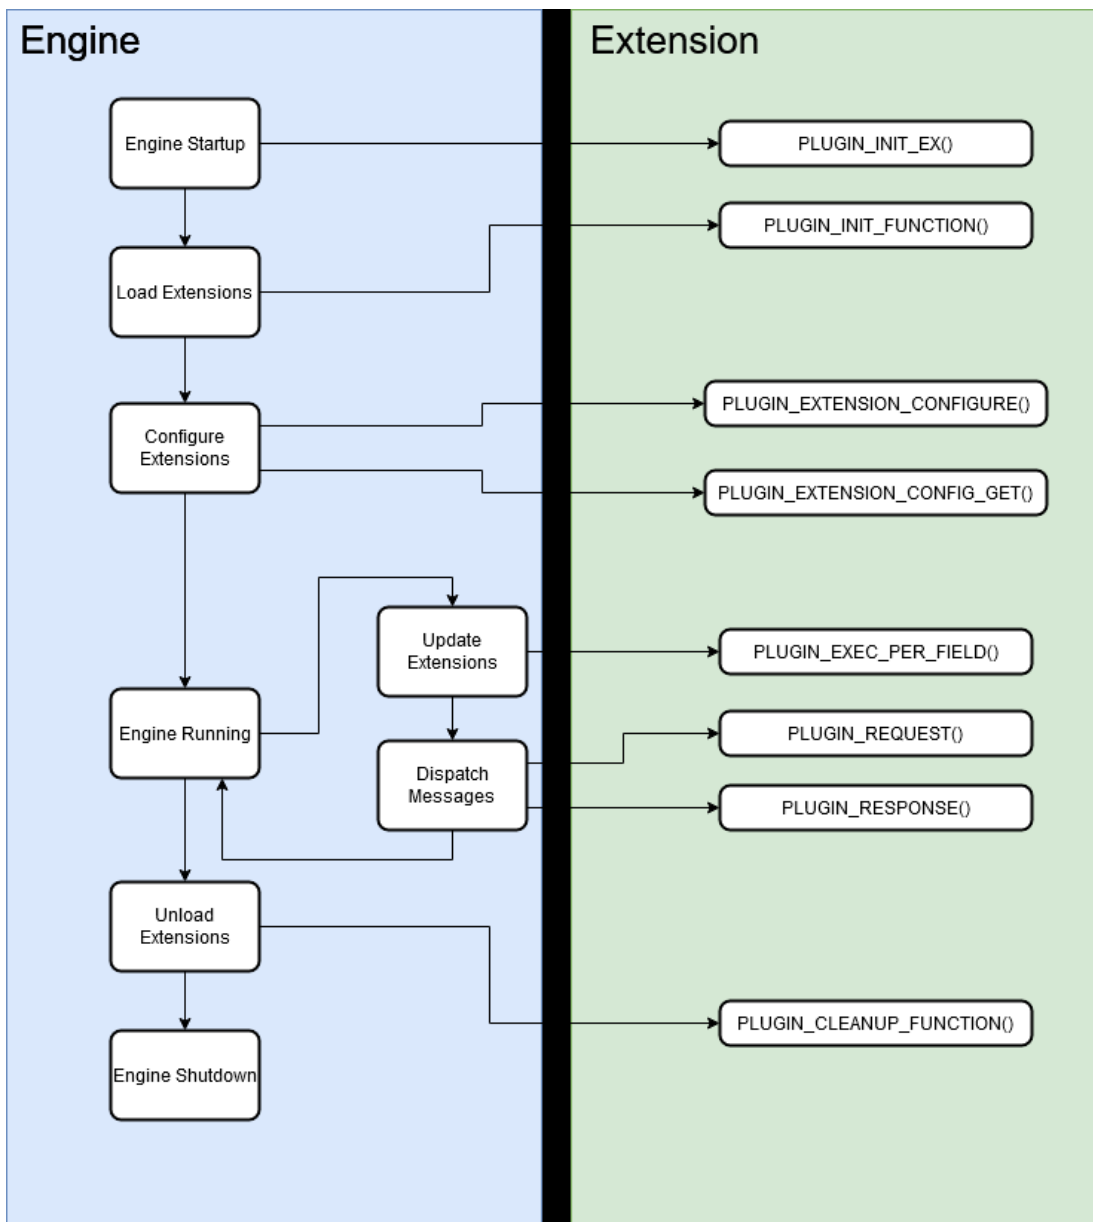 Engine
Extension
Engine Startup
PLUGIN_INIT_EX()
PLUGIN_INIT_FUNCTION()
Load Extensions
PLUGIN_EXTENSION_CONFIGURE()
Configure
Extensions
PLUGIN_EXTENSION_CONFIG_GET()
Update
Extensions
PLUGIN_EXEC_PER_FIELD()
Engine Running
PLUGIN_REQUEST()
Dispatch
Messages
PLUGIN_RESPONSE()
Unload
Extensions
PLUGIN_CLEANUP_FUNCTION()
Engine Shutdown